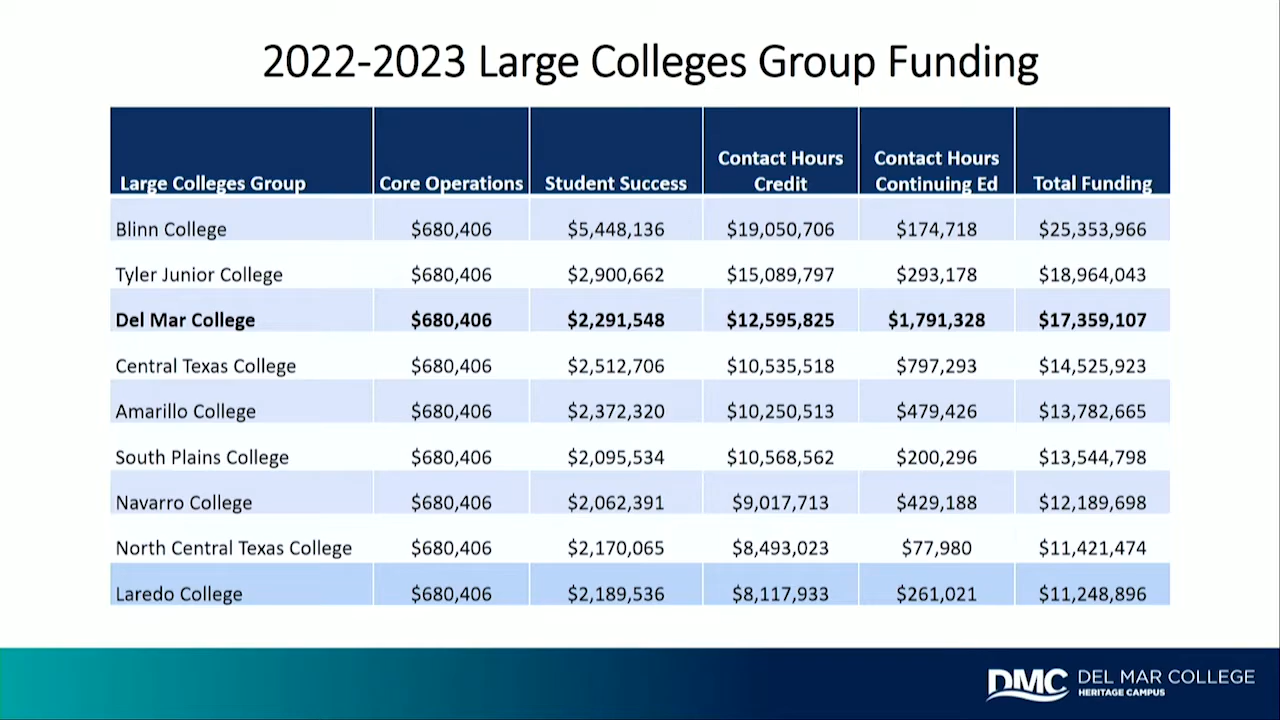 2022-2023 Large Colleges Group Funding
Large Colleges Group Core Operations Student Success Contact Hours Credit Contact Hours Continuing Ed Total Funding
Blinn College $680,406 $5,448,136 $19,050,706 $174,718 $25,353,966
Tyler Junior College $680,406 $2,900,662 $15,089,797 $293,178 $18,964,043
Del Mar College $680,406 $2,291,548 $12,595,825 $1,791,328 $17,359,107
Central Texas College $680,406 $2,512,706 $10,535,518 $797,293 $14,525,923
Amarillo College $680,406 $2,372,320 $10,250,513 $479,426 $13,782,665
South Plains College $680,406 $2,095,534 $10,568,562 $200,296 $13,544,798
Navarro College $680,406 $2,062,391 $9,017,713 $429,188 $12,189,698
North Central Texas College $680,406 $2,170,065 $8,493,023 $77,980 $11,421,474
Laredo College $680,406 $2,189,536 $8,117,933 $261,021 $11,248,896
DMC DEL MAR COLLEGE
HERITAGE CAMPUS